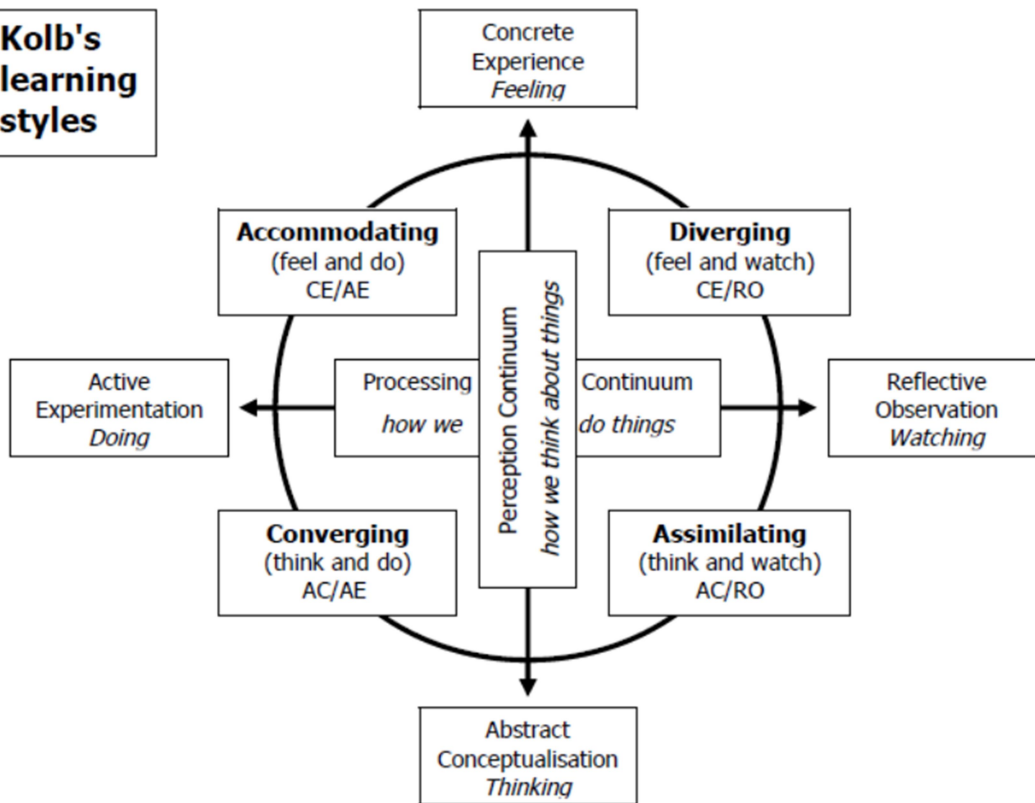 Kolb's
learning
styles
Concrete
Experience
Feeling
Accommodating
(feel and do)
CE/AE
Diverging
(feel and watch)
CE/RO
Active
Experimentation
Doing
Processing
how we
Perception Continuum
how we think about things
Continuum
do things
Reflective
Observation
Watching
Converging
(think and do)
AC/AE
Assimilating
(think and watch)
AC/RO
Abstract
Conceptualisation
Thinking